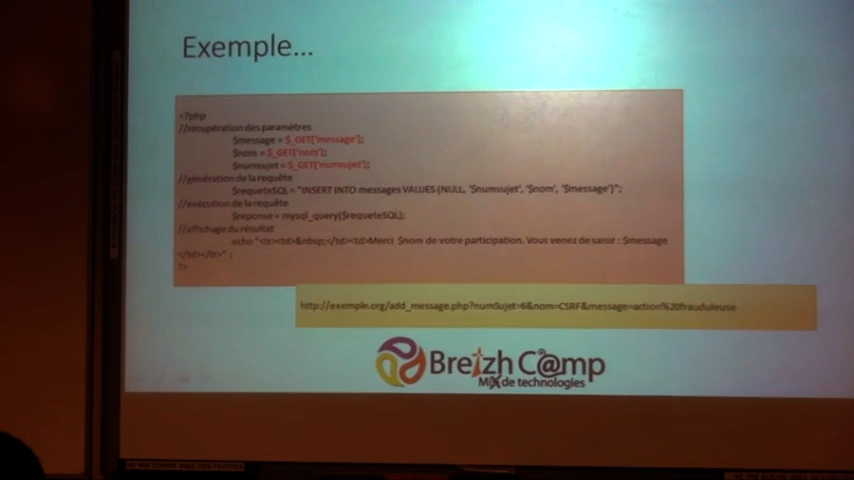 Exemple...
<?php
//récupération des paramètres
$message = $_GET['message'];
$nom = $_GET['nom'];
$numsujet = $_GET['numsujet'];
//génération de la requête
$requeteSQL = "INSERT INTO messages VALUES (NULL, '$numsujet', '$nom', '$message')";
//exécution de la requête
$reponse = mysql_query($requeteSQL);
//affichage du résultat
echo "<tr><td>&nbsp;</td><td>Merci $nom de votre participation. Vous venez de saisir : $message
</td></tr>" ;
?>
http://exemple.org/add_message.php?numSujet=6&nom=CSRF&message=action%20frauduleuse
Breizh C@mp
MiX de technologies